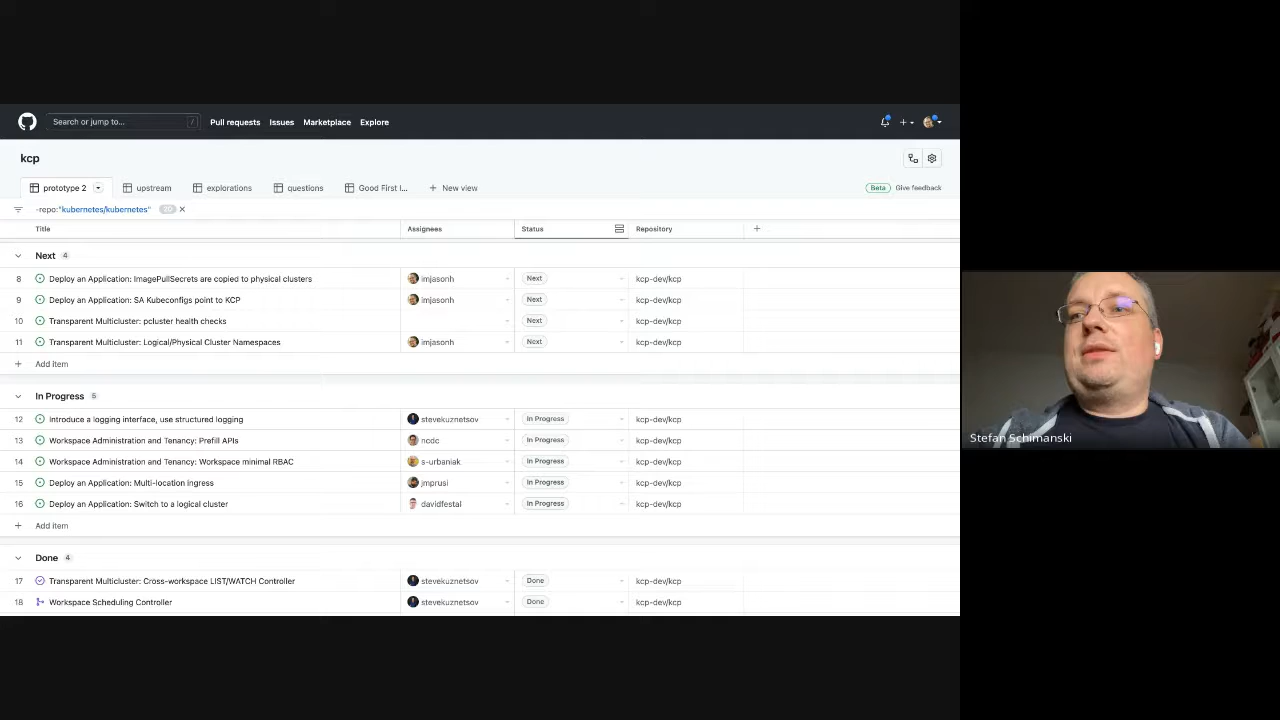 Search or jump to... /
Pull requests Issues Marketplace Explore
kcp
prototype 2 upstream explorations questions Good First I... + New view
Beta Give feedback
-repo:"kubernetes/kubernetes" 20
Title Assignees Status Repository +
Next 4
8 Deploy an Application: ImagePullSecrets are copied to physical clusters imjasonh Next kcp-dev/kcp
9 Deploy an Application: SA Kubeconfigs point to KCP imjasonh Next kcp-dev/kcp
10 Transparent Multicluster: pcluster health checks Next kcp-dev/kcp
11 Transparent Multicluster: Logical/Physical Cluster Namespaces imjasonh Next kcp-dev/kcp
+ Add item
In Progress 5
12 Introduce a logging interface, use structured logging stevekuznetsov In Progress kcp-dev/kcp
13 Workspace Administration and Tenancy: Prefill APIs ncdc In Progress kcp-dev/kcp
14 Workspace Administration and Tenancy: Workspace minimal RBAC s-urbaniak In Progress kcp-dev/kcp
15 Deploy an Application: Multi-location ingress jmprusi In Progress kcp-dev/kcp
16 Deploy an Application: Switch to a logical cluster davidfestal In Progress kcp-dev/kcp
+ Add item
Done 4
17 Transparent Multicluster: Cross-workspace LIST/WATCH Controller stevekuznetsov Done kcp-dev/kcp
18 Workspace Scheduling Controller stevekuznetsov Done kcp-dev/kcp
Stefan Schimanski